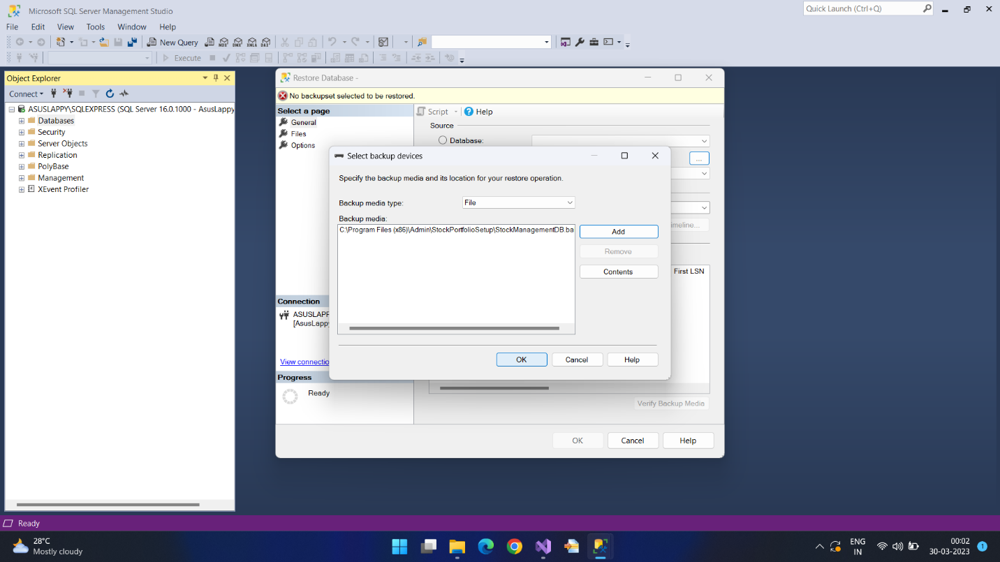 Microsoft SQL Server Management Studio
Quick Launch (Ctrl+Q)
File Edit View Tools Window Help
New Query MDX DMX XMLA DAX
Execute
Object Explorer
Connect
ASUSLAPPY\SQLEXPRESS (SQL Server 16.0.1000 - AsusLappy
Databases
Security
Server Objects
Replication
PolyBase
Management
XEvent Profiler
Restore Database -
No backupset selected to be restored.
Select a page
General
Files
Options
Script
Help
Source
Database:
...
imeline...
First LSN
Select backup devices
Specify the backup media and its location for your restore operation.
Backup media type: File
Backup media:
C:\Program Files (x86)\Admin\StockPortfolioSetup\StockManagementDB.ba
Add
Remove
Contents
OK Cancel Help
Connection
ASUSLAPP
[AsusLappy
View connectio
Progress
Ready
Verify Backup Media
OK Cancel Help
Ready
28°C
Mostly cloudy
ENG
IN
00:02
30-03-2023
1